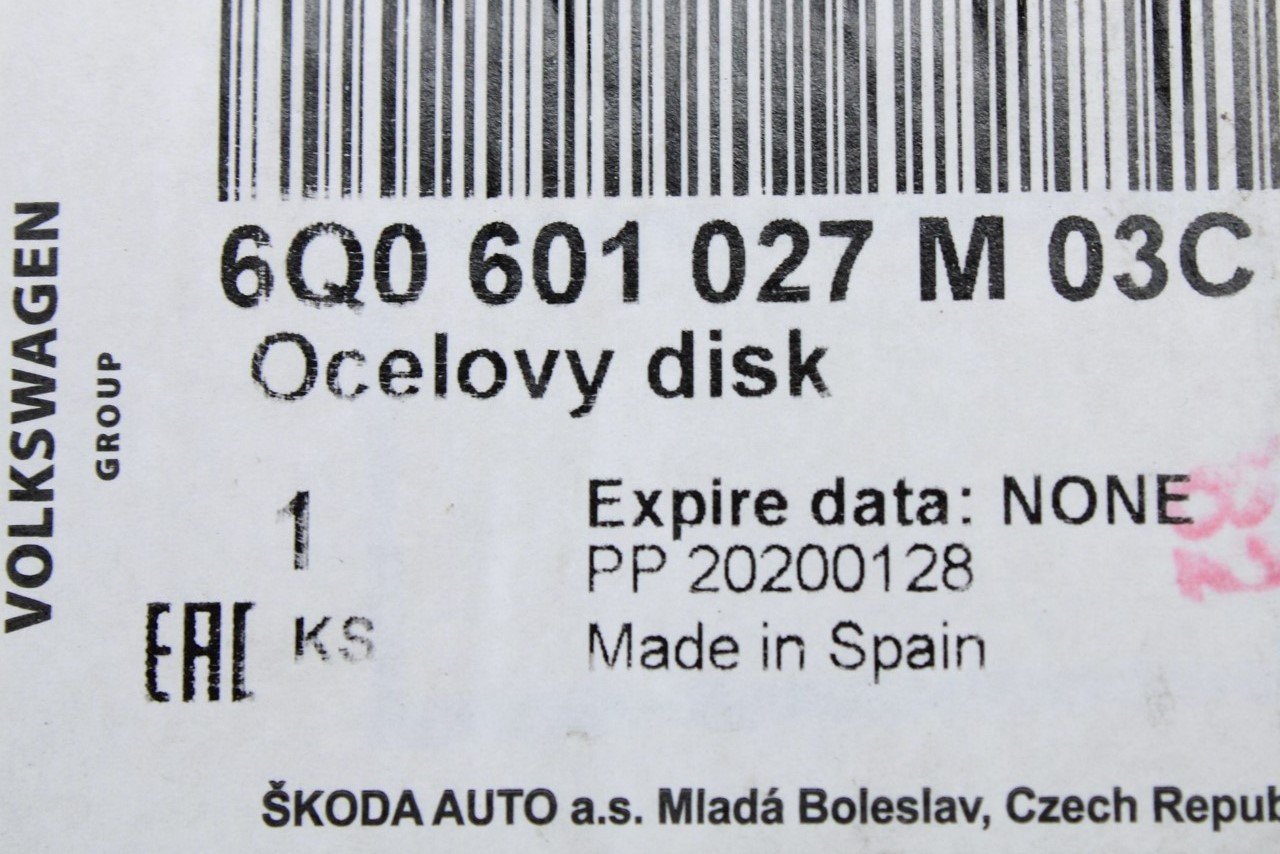 VOLKSWAGEN
GROUP
6Q0 601 027 M 03C
Ocelovy disk
1
Expire data: NONE
PP 20200128
KS
Made in Spain
EAC
ŠKODA AUTO a.s. Mladá Boleslav, Czech Repub